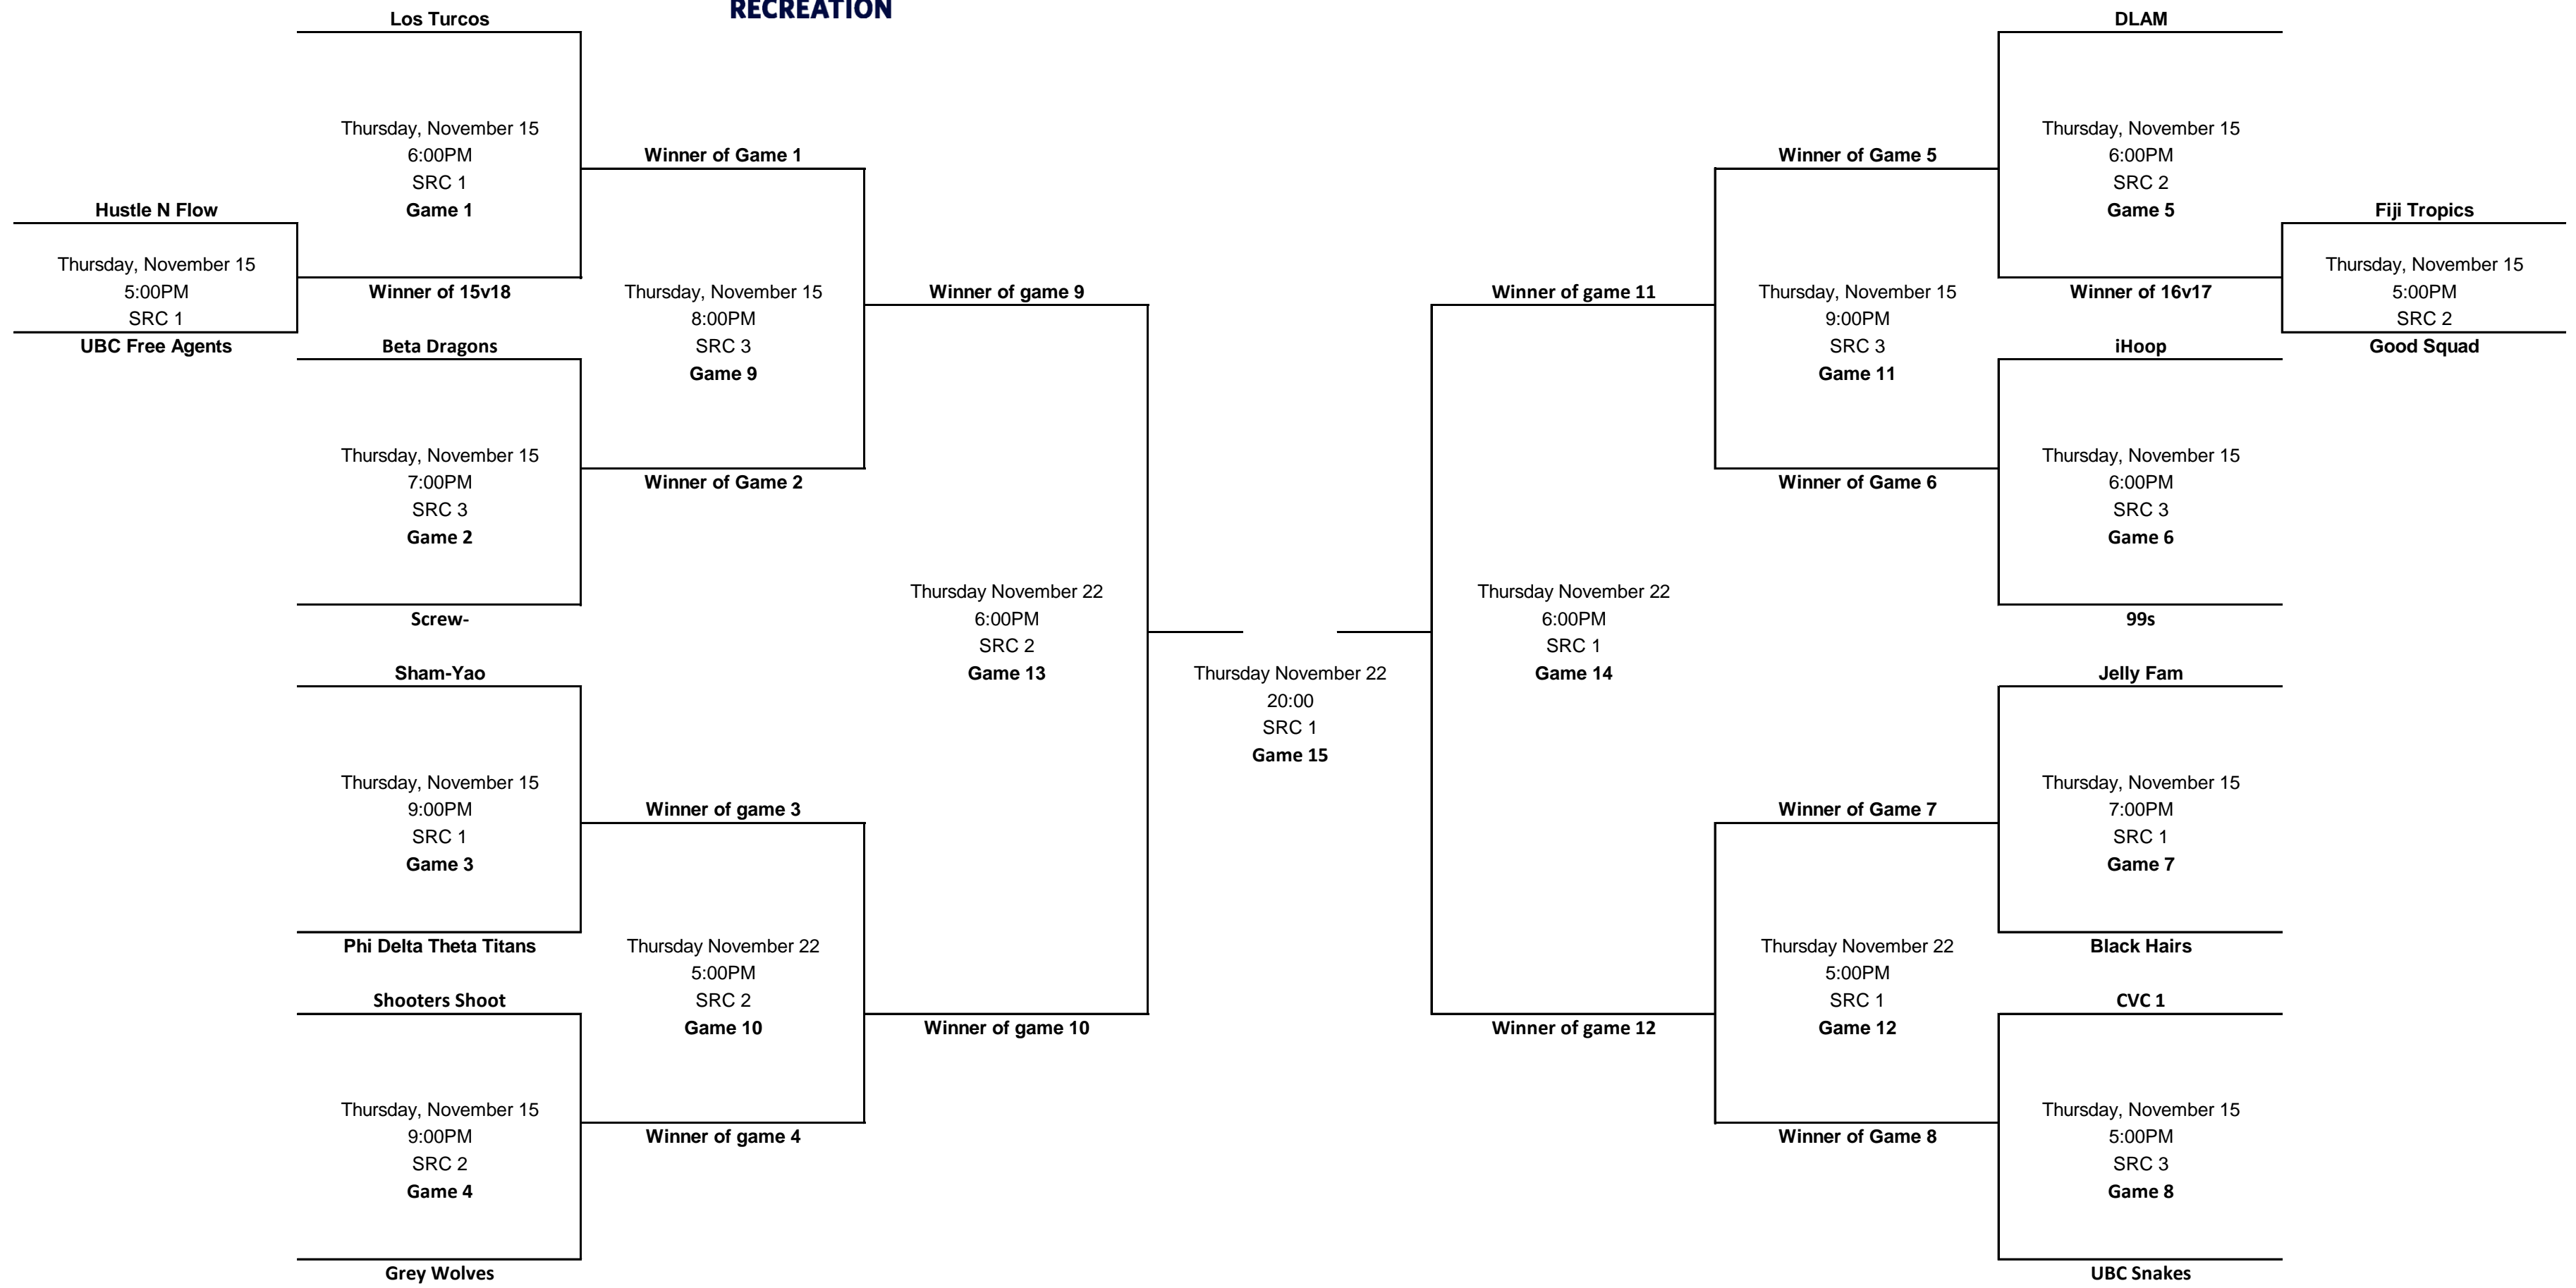 RECREATION
Los Turcos
Thursday, November 15
6:00PM
SRC 1
Game 1
Hustle N Flow
Thursday, November 15
5:00PM
SRC 1
UBC Free Agents
Winner of 15v18
Beta Dragons
Thursday, November 15
7:00PM
SRC 3
Game 2
Screw-
Sham-Yao
Thursday, November 15
9:00PM
SRC 1
Game 3
Phi Delta Theta Titans
Shooters Shoot
Thursday, November 15
9:00PM
SRC 2
Game 4
Grey Wolves
Winner of Game 1
Thursday, November 15
8:00PM
SRC 3
Game 9
Winner of Game 2
Winner of game 3
Thursday November 22
5:00PM
SRC 2
Game 10
Winner of game 4
Winner of game 9
Thursday November 22
6:00PM
SRC 2
Game 13
Winner of game 10
Thursday November 22
20:00
SRC 1
Game 15
Winner of game 11
Thursday November 22
6:00PM
SRC 1
Game 14
Winner of game 12
Winner of Game 5
Thursday, November 15
9:00PM
SRC 3
Game 11
Winner of Game 6
Winner of Game 7
Thursday November 22
5:00PM
SRC 1
Game 12
Winner of Game 8
DLAM
Thursday, November 15
6:00PM
SRC 2
Game 5
Winner of 16v17
Fiji Tropics
Thursday, November 15
5:00PM
SRC 2
Good Squad
iHoop
Thursday, November 15
6:00PM
SRC 3
Game 6
99s
Jelly Fam
Thursday, November 15
7:00PM
SRC 1
Game 7
Black Hairs
CVC 1
Thursday, November 15
5:00PM
SRC 3
Game 8
UBC Snakes